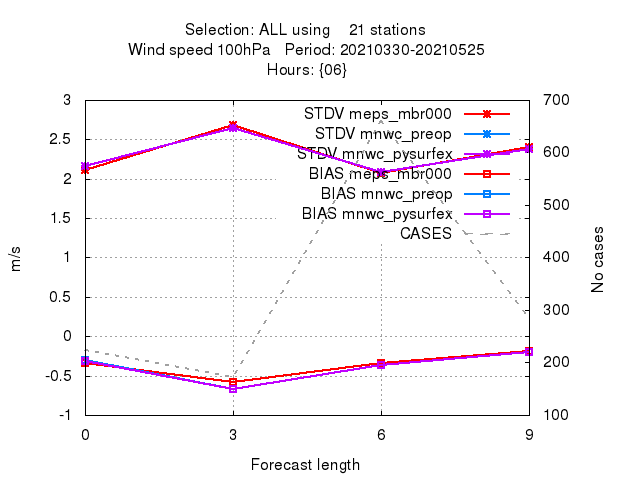 Selection: ALL using    21 stations
Wind speed 100hPa   Period: 20210330-20210525
Hours: {06}
3
2.5
2
1.5
1
0.5
0
-0.5
-1
m/s
STDV meps_mbr000
STDV mnwc_preop
STDV mnwc_pysurfex
BIAS meps_mbr000
BIAS mnwc_preop
BIAS mnwc_pysurfex
CASES
700
600
500
400
300
200
100
No cases
0 3 6 9
Forecast length